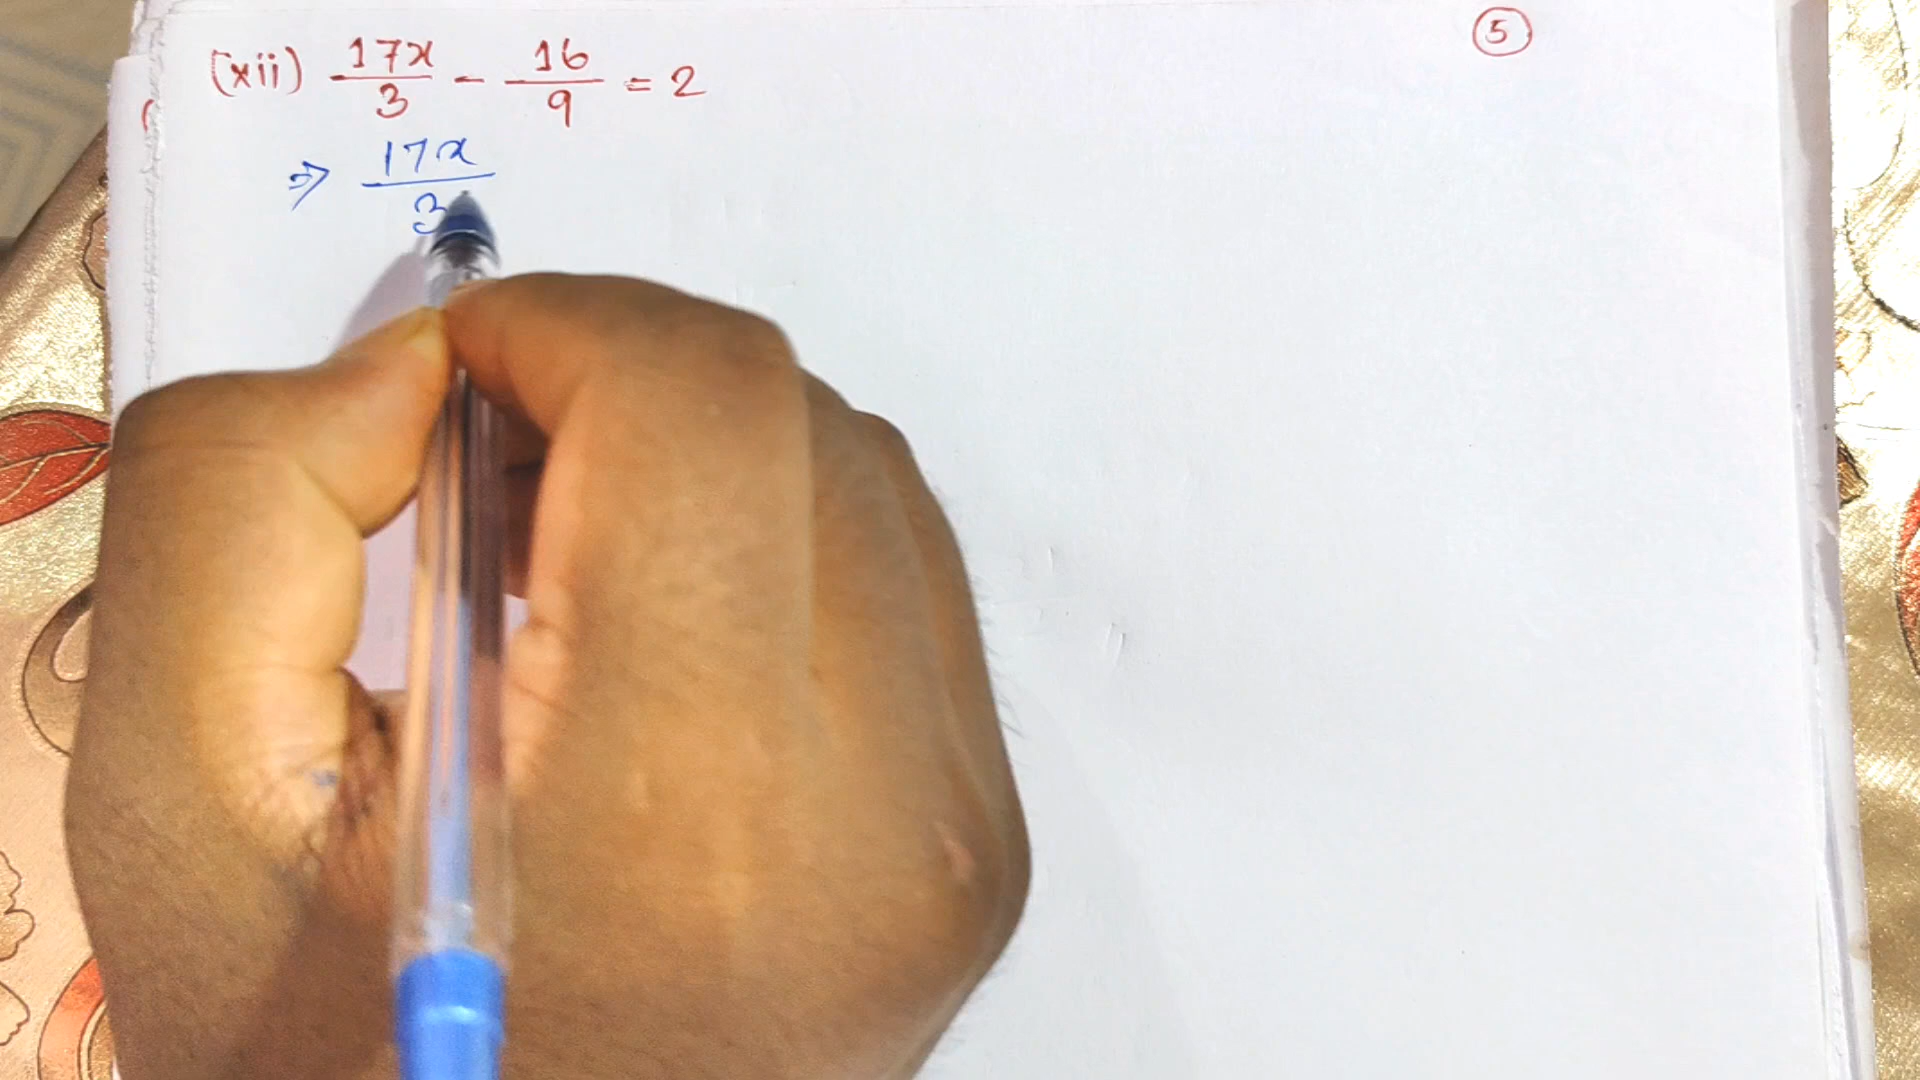 (xii) 17x/3 - 16/9 = 2
5
⇒ 17x/3